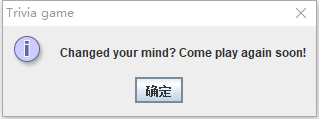 Trivia game
Changed your mind? Come play again soon!
确定